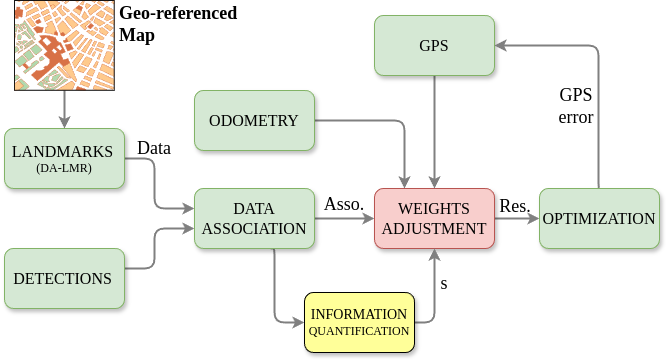 Geo-referenced
Map
GPS
GPS
error
ODOMETRY
LANDMARKS
(DA-LMR)
Data
DATA
ASSOCIATION
Asso.
WEIGHTS
ADJUSTMENT
Res.
OPTIMIZATION
DETECTIONS
s
INFORMATION
QUANTIFICATION